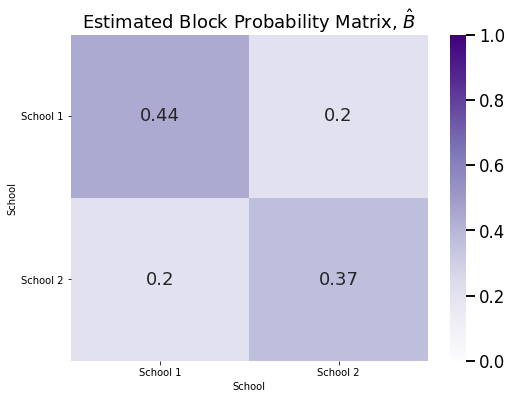 Estimated Block Probability Matrix, B̂
School
School 1
School 2
0.44
0.2
0.2
0.37
School 1
School 2
School
1.0
0.8
0.6
0.4
0.2
0.0